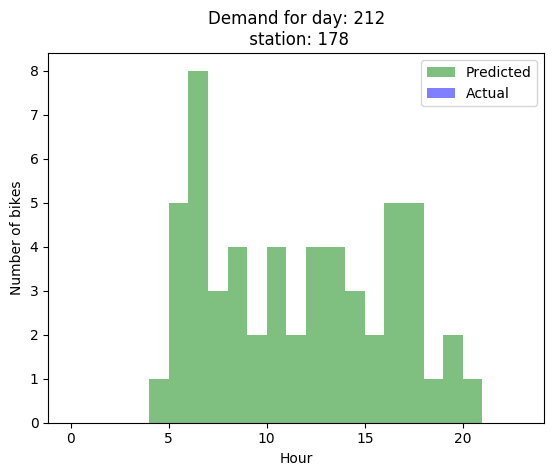 Demand for day: 212
station: 178
Predicted
Actual
Number of bikes
8
7
6
5
4
3
2
1
0
0 5 10 15 20
Hour